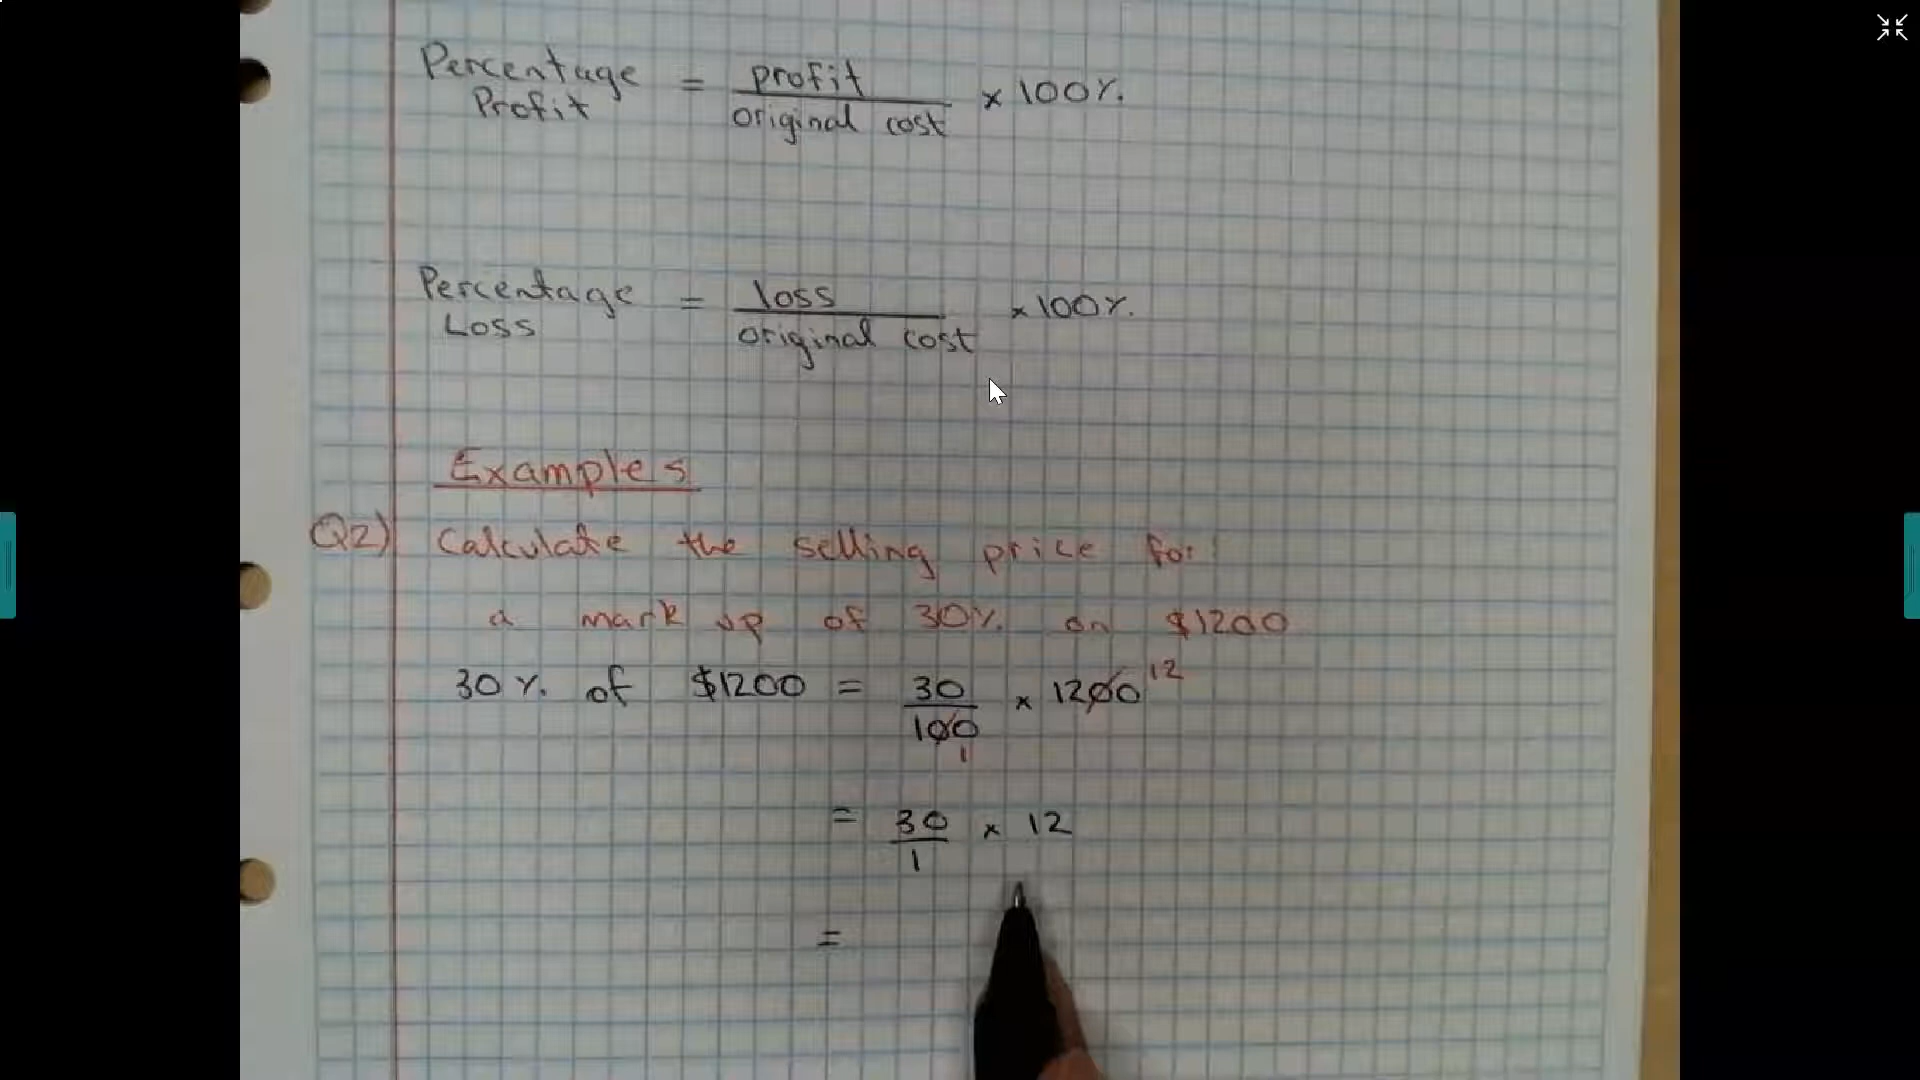 Percentage Profit = profit / original cost × 100%.
Percentage Loss = loss / original cost × 100%.
Examples
Q2) Calculate the selling price for
a mark up of 30% on $1200
30%. of $1200 = 30/100 1 × 1200 12
= 30/1 × 12
=